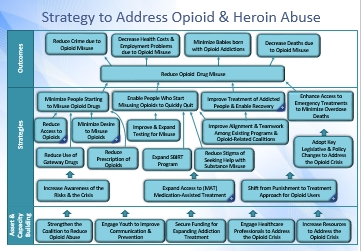 Strategy to Address Opioid & Heroin Abuse
Outcomes
Reduce Crime due to
Opioid Misuse
Decrease Health Costs &
Employment Problems
due to Opioid Misuse
Minimize Babies born
with Opioid Addictions
Decrease Deaths due to
Opioid Misuse
Reduce Opioid Drug Misuse
Strategies
Minimize People Starting
to Misuse Opioid Drugs
Enable People Who Start
Misusing Opioids to Quickly Quit
Improve Treatment of Addicted
People & Enable Recovery
Enhance Access to
Emergency Treatments
to Minimize Overdose
Deaths
Reduce
Access to
Opioids
Minimize Desire
to Misuse
Opioids
Improve & Expand
Testing for Misuse
Improve Alignment & Teamwork
Among Existing Programs &
Opioid-Related Coalitions
Adopt Key
Legislative & Policy
Changes to Address
the Opioid Crisis
Reduce Use of
Gateway Drugs
Reduce
Prescription of
Opioids
Expand SBIRT
Program
Reduce Stigma of
Seeking Help with
Substance Misuse
Increase Awareness of the
Risks & the Crisis
Expand Access to (MAT)
Medication-Assisted Treatment
Shift from Punishment to Treatment
Approach for Opioid Users
Asset &
Capacity
Building
Strengthen the
Coalition to Reduce
Opioid Abuse
Engage Youth to Improve
Communication &
Prevention
Secure Funding for
Expanding Addiction
Treatment
Engage Healthcare
Professionals to Address
the Opioid Crisis
Increase Resources
to Address the
Opioid Crisis